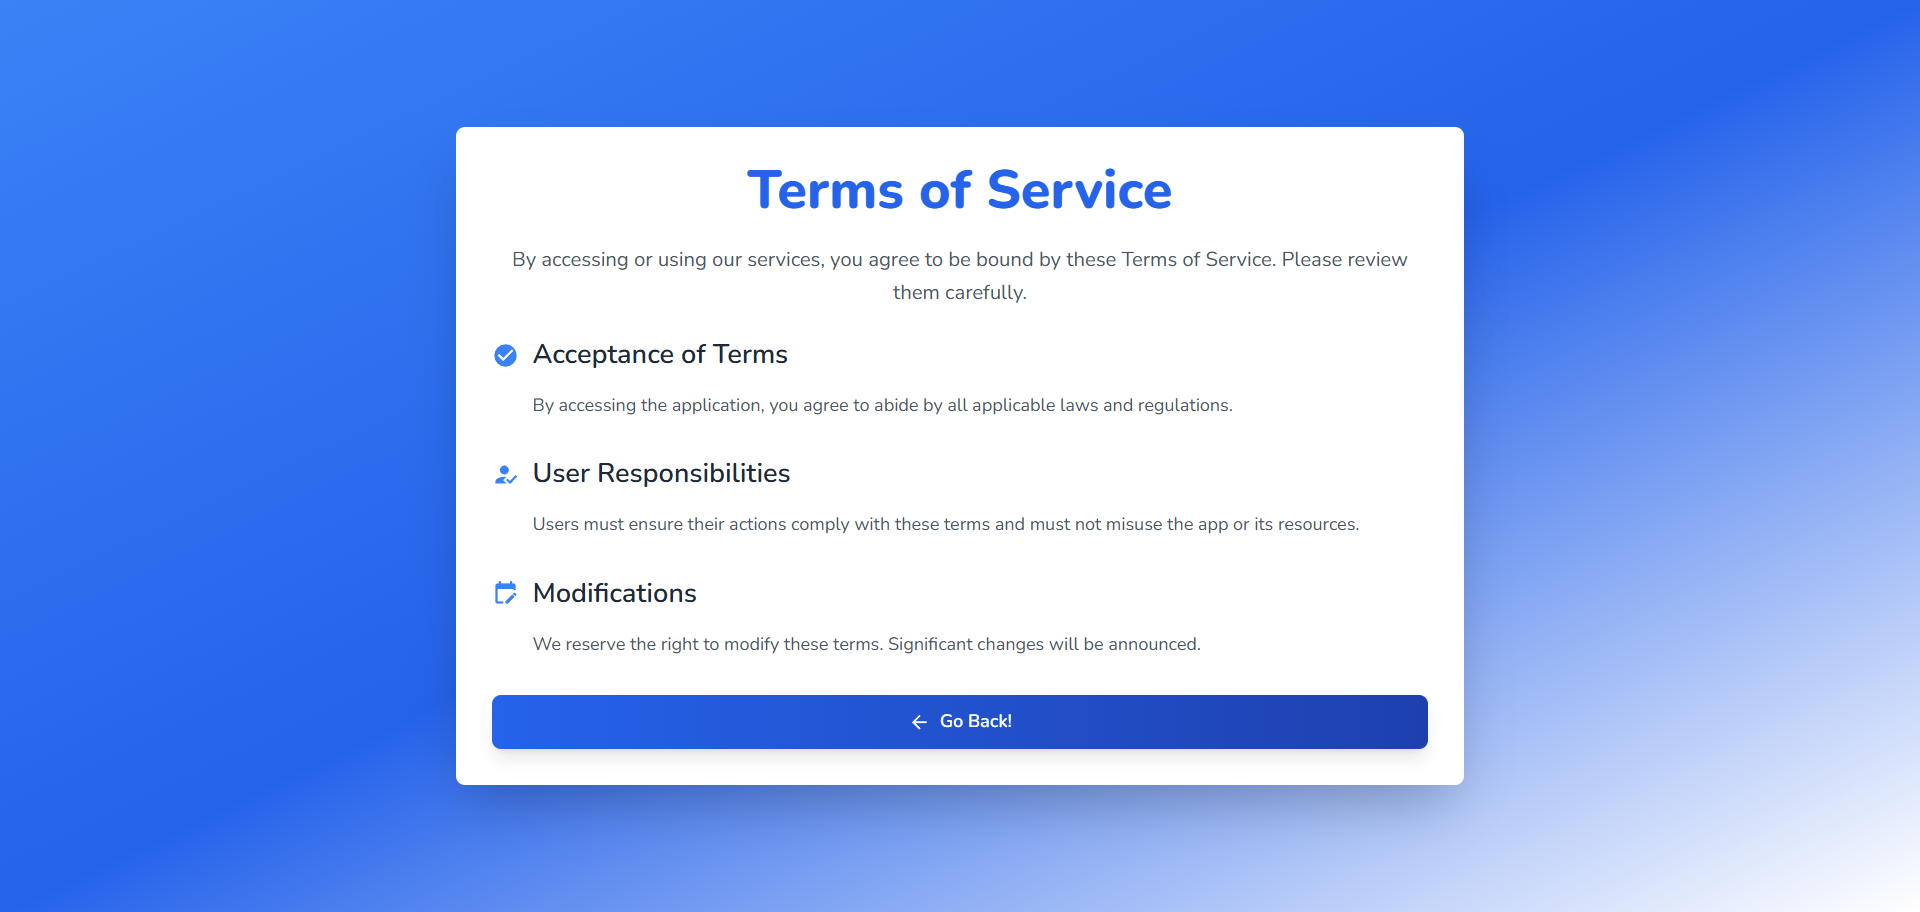 Terms of Service
By accessing or using our services, you agree to be bound by these Terms of Service. Please review
them carefully.
Acceptance of Terms
By accessing the application, you agree to abide by all applicable laws and regulations.
User Responsibilities
Users must ensure their actions comply with these terms and must not misuse the app or its resources.
Modifications
We reserve the right to modify these terms. Significant changes will be announced.
Go Back!